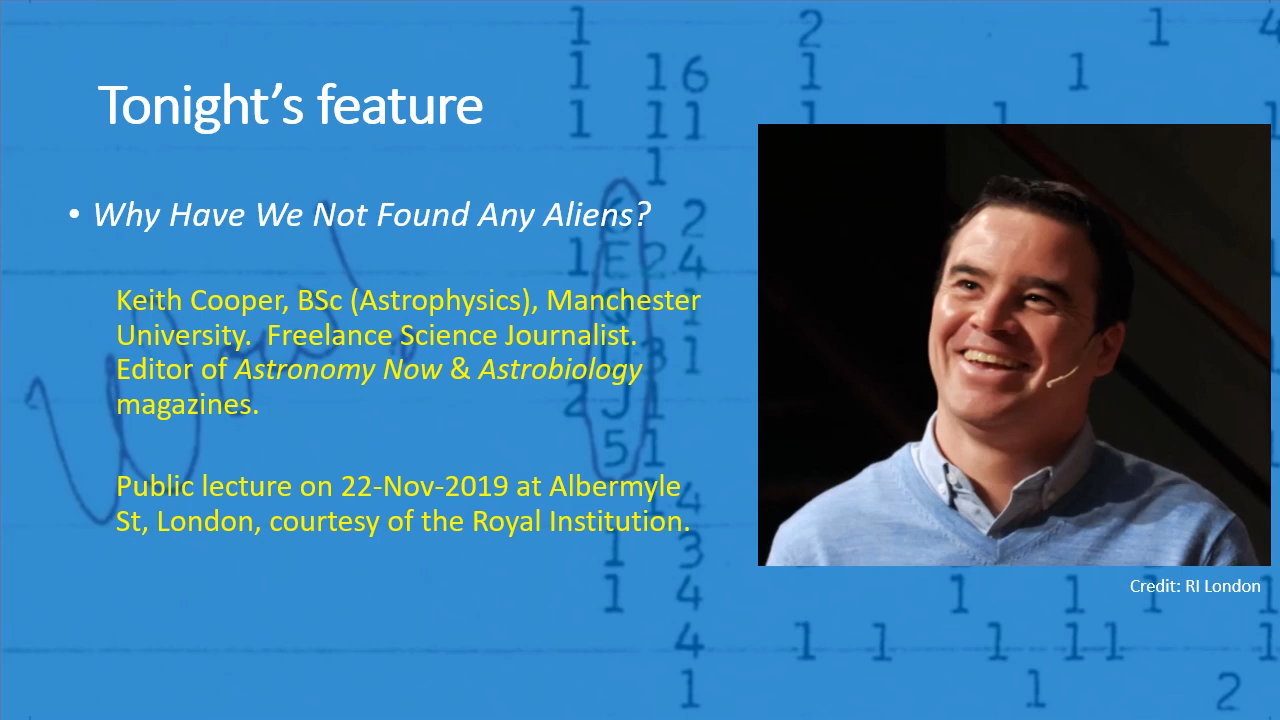 Tonight's feature
• Why Have We Not Found Any Aliens?
Keith Cooper, BSc (Astrophysics), Manchester
University.  Freelance Science Journalist.
Editor of Astronomy Now & Astrobiology
magazines.
Public lecture on 22-Nov-2019 at Albermyle
St, London, courtesy of the Royal Institution.
Credit: RI London